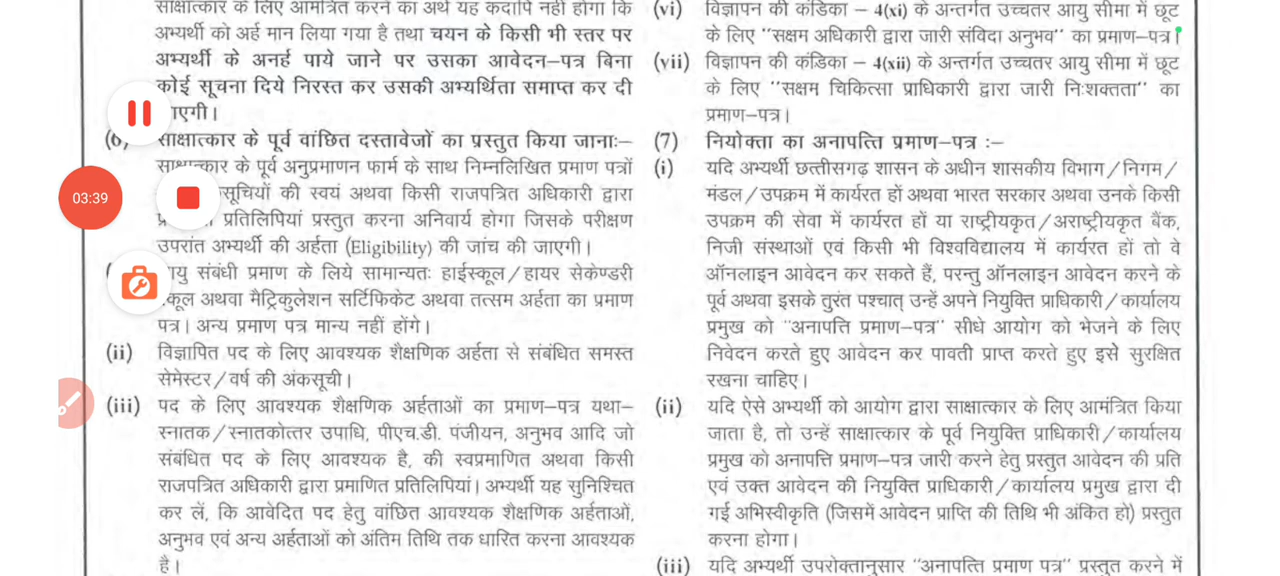 साक्षात्कार के लिए आमंत्रित करने का अर्थ यह कदापि नहीं होगा कि
अभ्यर्थी को अर्ह मान लिया गया है तथा चयन के किसी भी स्तर पर
अभ्यर्थी के अनर्ह पाये जाने पर उसका आवेदन–पत्र बिना
कोई सूचना दिये निरस्त कर उसकी अभ्यर्थिता समाप्त कर दी
जाएगी।
(6) साक्षात्कार के पूर्व वांछित दस्तावेजों का प्रस्तुत किया जानाः–
साक्षात्कार के पूर्व अनुप्रमाणन फार्म के साथ निम्नलिखित प्रमाण पत्रों
सूचियों की स्वयं अथवा किसी राजपत्रित अधिकारी द्वारा
प्रतिलिपियां प्रस्तुत करना अनिवार्य होगा जिसके परीक्षण
उपरांत अभ्यर्थी की अर्हता (Eligibility) की जांच की जाएगी।
आयु संबंधी प्रमाण के लिये सामान्यतः हाईस्कूल/हायर सेकेण्डरी
स्कूल अथवा मैट्रिकुलेशन सर्टिफिकेट अथवा तत्सम अर्हता का प्रमाण
पत्र। अन्य प्रमाण पत्र मान्य नहीं होंगे।
(ii) विज्ञापित पद के लिए आवश्यक शैक्षणिक अर्हता से संबंधित समस्त
सेमेस्टर/वर्ष की अंकसूची।
(iii) पद के लिए आवश्यक शैक्षणिक अर्हताओं का प्रमाण–पत्र यथा–
स्नातक/स्नातकोत्तर उपाधि, पीएच.डी. पंजीयन, अनुभव आदि जो
संबंधित पद के लिए आवश्यक है, की स्वप्रमाणित अथवा किसी
राजपत्रित अधिकारी द्वारा प्रमाणित प्रतिलिपियां। अभ्यर्थी यह सुनिश्चित
कर लें, कि आवेदित पद हेतु वांछित आवश्यक शैक्षणिक अर्हताओं,
अनुभव एवं अन्य अर्हताओं को अंतिम तिथि तक धारित करना आवश्यक
है।
(vi) विज्ञापन की कंडिका – 4(xi) के अन्तर्गत उच्चतर आयु सीमा में छूट
के लिए "सक्षम अधिकारी द्वारा जारी संविदा अनुभव" का प्रमाण–पत्र।
(vii) विज्ञापन की कंडिका – 4(xii) के अन्तर्गत उच्चतर आयु सीमा में छूट
के लिए "सक्षम चिकित्सा प्राधिकारी द्वारा जारी निःशक्तता" का
प्रमाण–पत्र।
(7) नियोक्ता का अनापत्ति प्रमाण–पत्र :–
(i) यदि अभ्यर्थी छत्तीसगढ़ शासन के अधीन शासकीय विभाग/निगम/
मंडल/उपक्रम में कार्यरत हों अथवा भारत सरकार अथवा उनके किसी
उपक्रम की सेवा में कार्यरत हों या राष्ट्रीयकृत/अराष्ट्रीयकृत बैंक,
निजी संस्थाओं एवं किसी भी विश्वविद्यालय में कार्यरत हों तो वे
ऑनलाइन आवेदन कर सकते हैं, परन्तु ऑनलाइन आवेदन करने के
पूर्व अथवा इसके तुरंत पश्चात् उन्हें अपने नियुक्ति प्राधिकारी/कार्यालय
प्रमुख को "अनापत्ति प्रमाण–पत्र" सीधे आयोग को भेजने के लिए
निवेदन करते हुए आवेदन कर पावती प्राप्त करते हुए इसे सुरक्षित
रखना चाहिए।
(ii) यदि ऐसे अभ्यर्थी को आयोग द्वारा साक्षात्कार के लिए आमंत्रित किया
जाता है, तो उन्हें साक्षात्कार के पूर्व नियुक्ति प्राधिकारी/कार्यालय
प्रमुख को अनापत्ति प्रमाण–पत्र जारी करने हेतु प्रस्तुत आवेदन की प्रति
एवं उक्त आवेदन की नियुक्ति प्राधिकारी/कार्यालय प्रमुख द्वारा दी
गई अभिस्वीकृति (जिसमें आवेदन प्राप्ति की तिथि भी अंकित हो) प्रस्तुत
करना होगा।
(iii) यदि अभ्यर्थी उपरोक्तानुसार "अनापत्ति प्रमाण पत्र" प्रस्तुत करने में
03:39